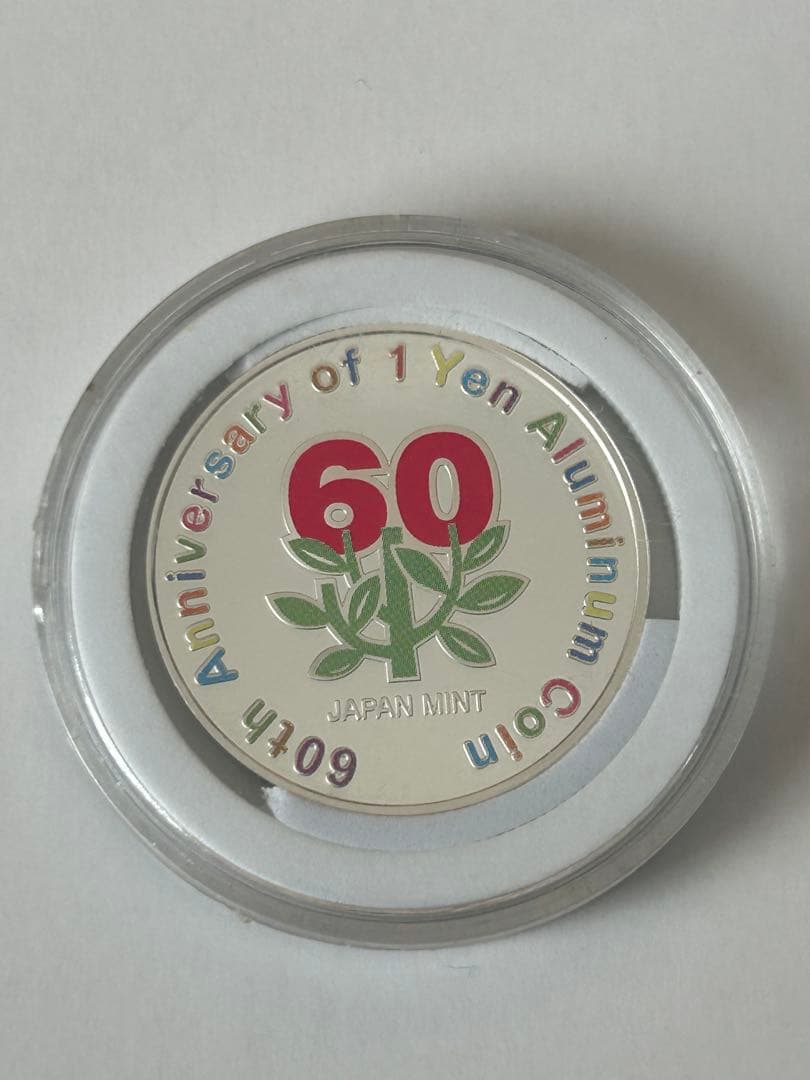 60th Anniversary of 1 Yen Aluminum Coin
60
JAPAN MINT